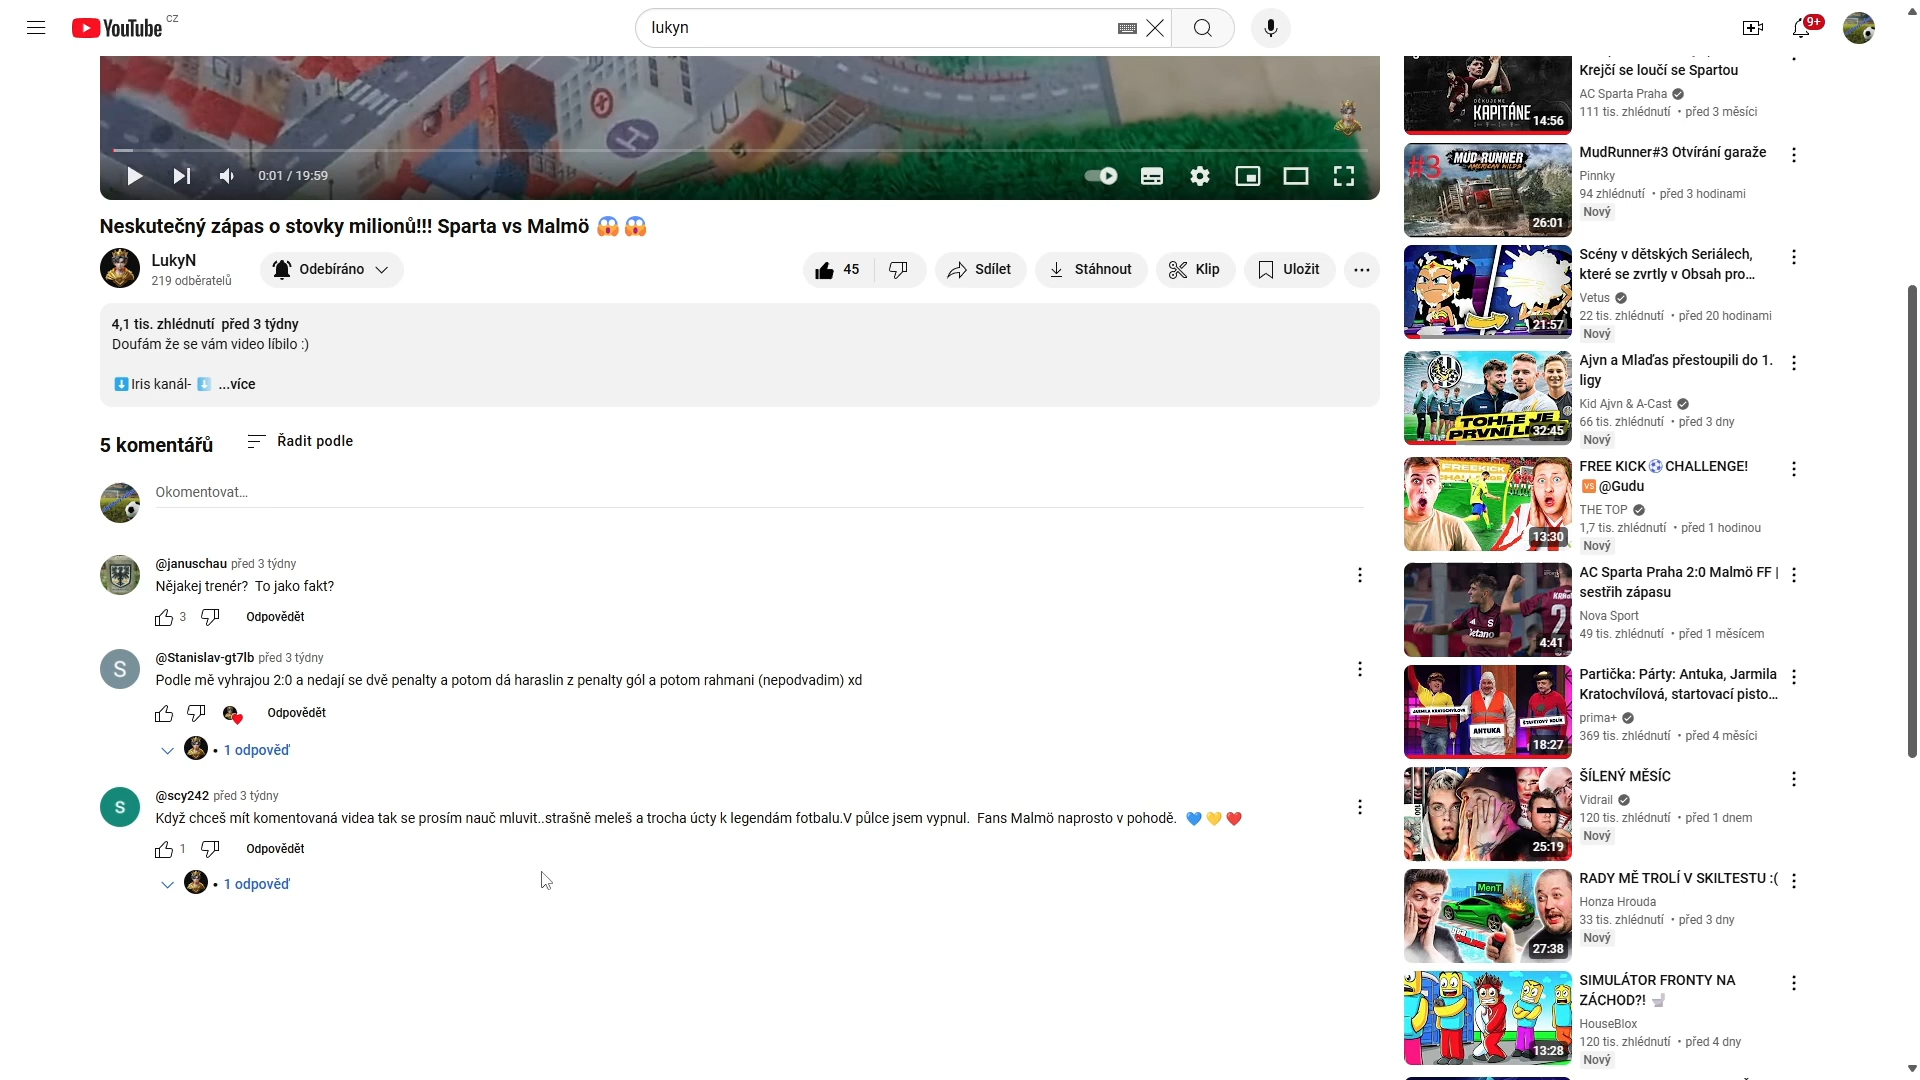 YouTube CZ
lukyn
9+
0:01 / 19:59
Neskutečný zápas o stovky milionů!!! Sparta vs Malmö 😱 😱
LukyN
219 odběratelů
Odebíráno
45
Sdílet
Stáhnout
Klip
Uložit
4,1 tis. zhlédnutí před 3 týdny
Doufám že se vám video líbilo :)
⬇️Iris kanál- ⬇️ ...více
5 komentářů
Řadit podle
Okomentovat…
@januschau před 3 týdny
Nějakej trenér? To jako fakt?
3 Odpovědět
S
@Stanislav-gt7lb před 3 týdny
Podle mě vyhrajou 2:0 a nedají se dvě penalty a potom dá haraslin z penalty gól a potom rahmani (nepodvadim) xd
Odpovědět
• 1 odpověď
s
@scy242 před 3 týdny
Když chceš mít komentovaná videa tak se prosím nauč mluvit..strašně meleš a trocha úcty k legendám fotbalu.V půlce jsem vypnul. Fans Malmö naprosto v pohodě. 💙 💛 ❤️
1 Odpovědět
• 1 odpověď
DĚKUJEME
KAPITÁNE
14:56
Krejčí se loučí se Spartou
AC Sparta Praha
111 tis. zhlédnutí • před 3 měsíci
#3
MUDRUNNER
AMERICAN WILDS
26:01
MudRunner#3 Otvírání garaže
Pinnky
94 zhlédnutí • před 3 hodinami
Nový
21:57
Scény v dětských Seriálech,
které se zvrtly v Obsah pro…
Vetus
22 tis. zhlédnutí • před 20 hodinami
Nový
TOHLE JE
PRVNÍ LI
32:45
Ajvn a Mlaďas přestoupili do 1.
ligy
Kid Ajvn & A-Cast
66 tis. zhlédnutí • před 3 dny
Nový
FREEKICK
CHALLENGE!
13:30
FREE KICK⚽CHALLENGE!
🆚@Gudu
THE TOP
1,7 tis. zhlédnutí • před 1 hodinou
Nový
Betano
4:41
AC Sparta Praha 2:0 Malmö FF |
sestřih zápasu
Nova Sport
49 tis. zhlédnutí • před 1 měsícem
JARMILA KRATOCHVÍLOVÁ
ANTUKA
ŠTAFETOVÝ KOLÍK
18:27
Partička: Párty: Antuka, Jarmila
Kratochvílová, startovací pisto…
prima+
369 tis. zhlédnutí • před 4 měsíci
25:19
ŠÍLENÝ MĚSÍC
Vidrail
120 tis. zhlédnutí • před 1 dnem
Nový
MenT
27:38
RADY MĚ TROLÍ V SKILTESTU :(
Honza Hrouda
33 tis. zhlédnutí • před 3 dny
Nový
13:28
SIMULÁTOR FRONTY NA
ZÁCHOD?! 🚽
HouseBlox
120 tis. zhlédnutí • před 4 dny
Nový